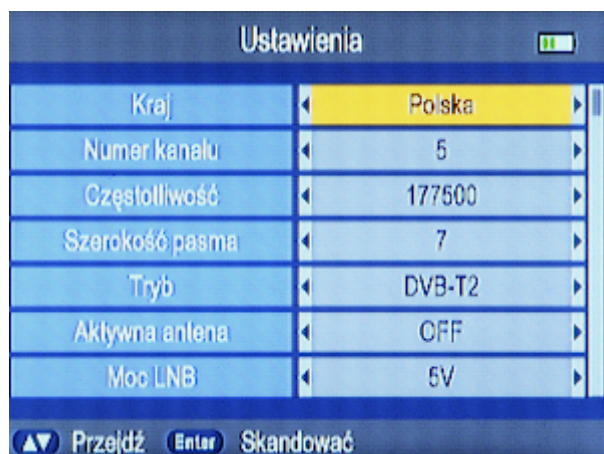 Ustawienia
Kraj Polska
Numer kanału 5
Częstotliwość 177500
Szerokość pasma 7
Tryb DVB-T2
Aktywna antena OFF
Moc LNB 5V
Przejdź Enter Skandować